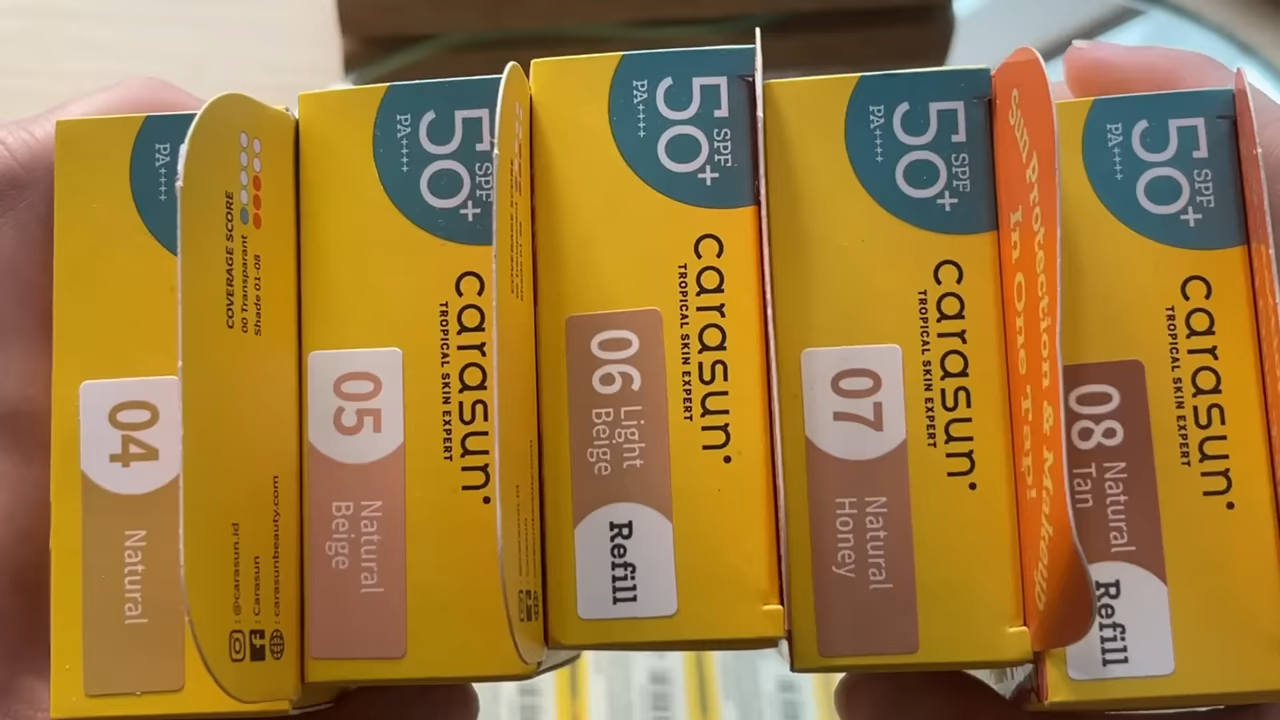 PA++++
04
Natural
COVERAGE SCORE
00 Transparent
Shade 01-08
: carasunbeauty.com
: Carasun
: @carasun.id
SPF
50+
PA++++
carasun
TROPICAL SKIN EXPERT
05
Natural
Beige
SPF
50+
PA++++
carasun
TROPICAL SKIN EXPERT
06 Light
Beige
Refill
SPF
50+
PA++++
carasun
TROPICAL SKIN EXPERT
07
Natural
Honey
Sun Protection & Makeup
In One Tap!
SPF
50+
PA++++
carasun
TROPICAL SKIN EXPERT
08 Natural
Tan
Refill